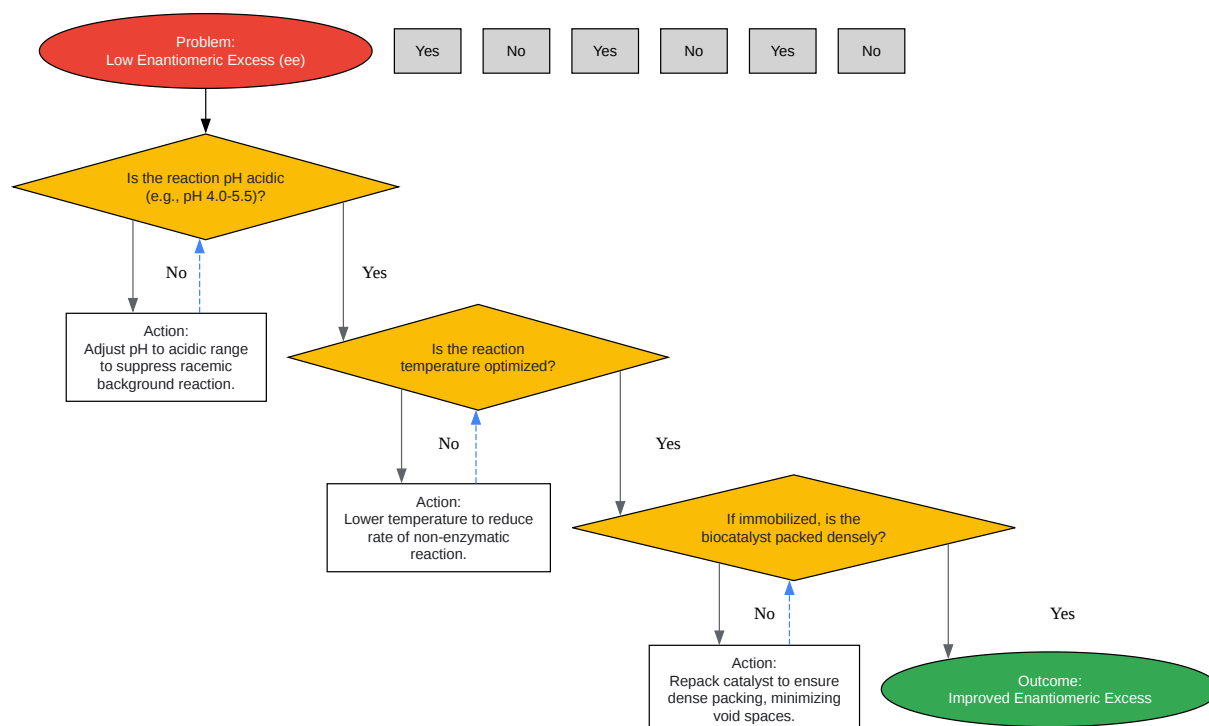 Problem:
Low Enantiomeric Excess (ee)
Yes
No
Yes
No
Yes
No
Is the reaction pH acidic
(e.g., pH 4.0-5.5)?
No
Yes
Action:
Adjust pH to acidic range
to suppress racemic
background reaction.
Is the reaction
temperature optimized?
No
Yes
Action:
Lower temperature to reduce
rate of non-enzymatic
reaction.
If immobilized, is the
biocatalyst packed densely?
No
Yes
Action:
Repack catalyst to ensure
dense packing, minimizing
void spaces.
Outcome:
Improved Enantiomeric Excess